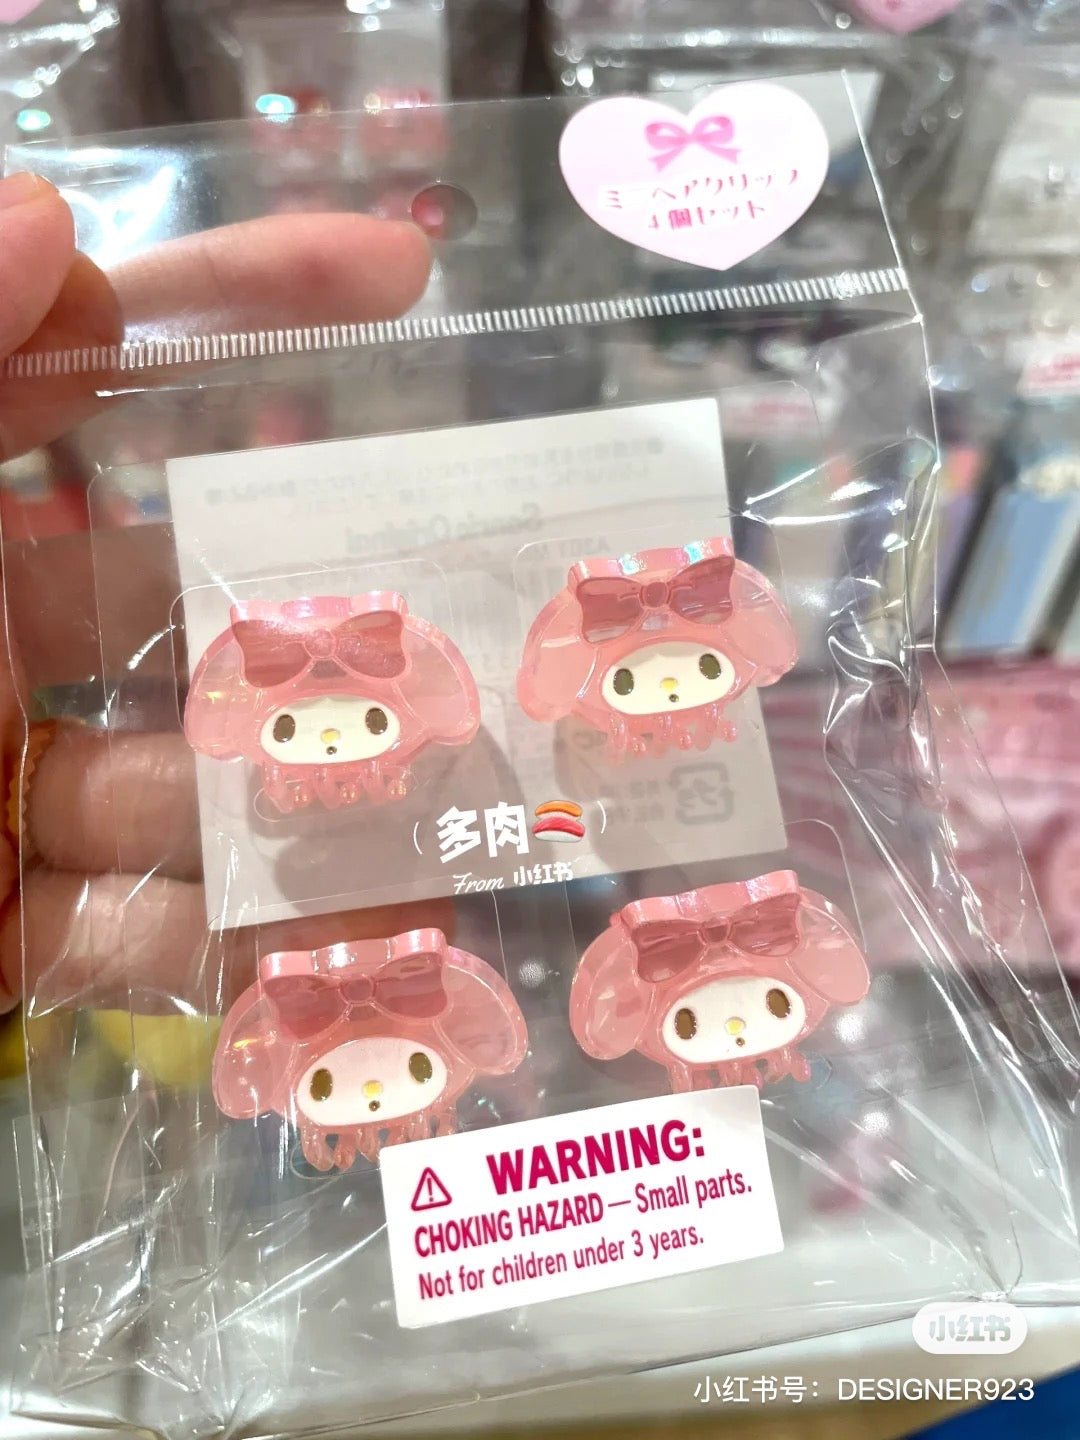 ミニヘアクリップ
4個セット
Sanrio Original
（多肉🍣）
From 小红书
WARNING:
CHOKING HAZARD — Small parts.
Not for children under 3 years.
小红书
小红书号：DESIGNER923